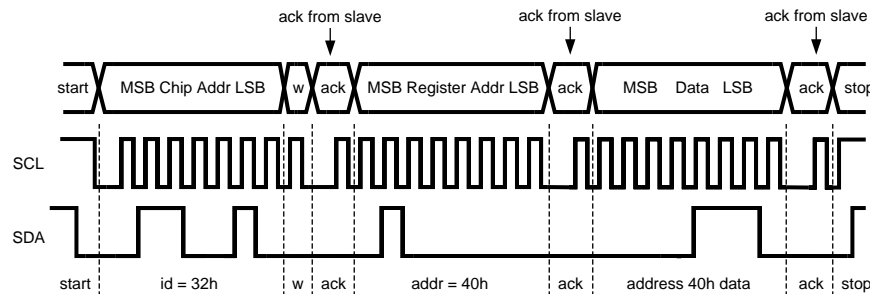 ack from slave ack from slave ack from slave
start MSB Chip Addr LSB w ack MSB Register Addr LSB ack MSB Data LSB ack stop
SCL
SDA
start id = 32h w ack addr = 40h ack address 40h data ack stop